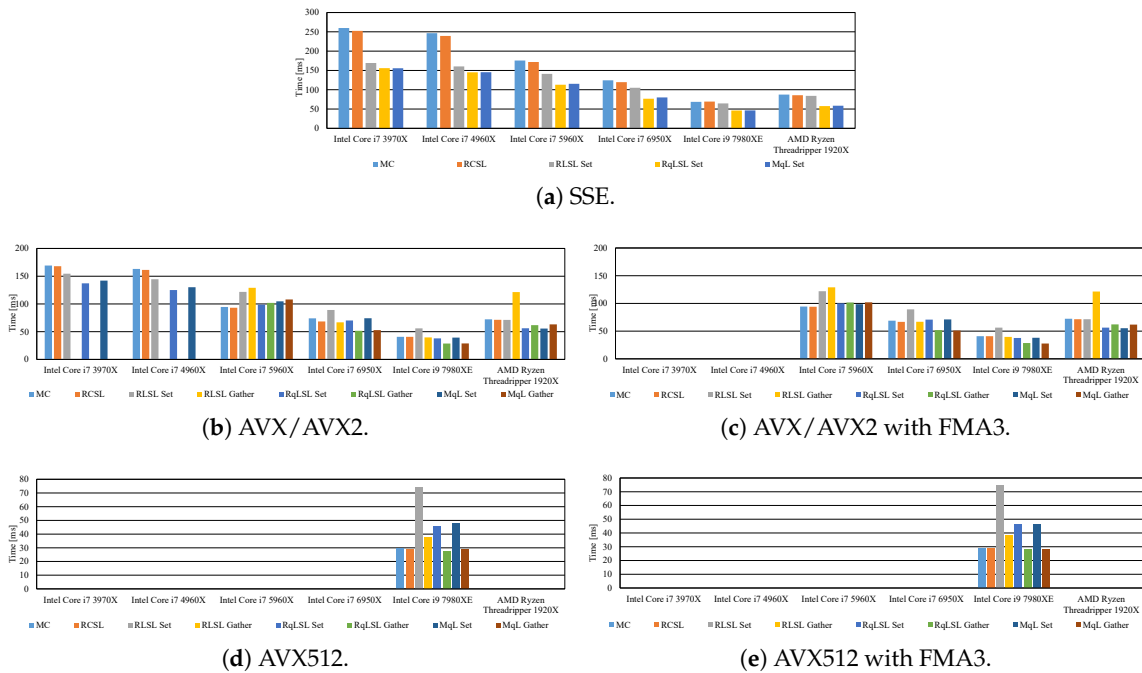 300
250
200
150
100
50
0
Time [ms]
Intel Core i7 3970X Intel Core i7 4960X Intel Core i7 5960X Intel Core i7 6950X Intel Core i9 7980XE AMD Ryzen
Threadripper 1920X
MC RCSL RLSL Set RqLSL Set MqL Set
(a) SSE.
200
150
100
50
0
Time [ms]
Intel Core i7 3970X Intel Core i7 4960X Intel Core i7 5960X Intel Core i7 6950X Intel Core i9 7980XE AMD Ryzen
Threadripper 1920X
MC RCSL RLSL Set RLSL Gather RqLSL Set RqLSL Gather MqL Set MqL Gather
(b) AVX/AVX2.
200
150
100
50
0
Time [ms]
Intel Core i7 3970X Intel Core i7 4960X Intel Core i7 5960X Intel Core i7 6950X Intel Core i9 7980XE AMD Ryzen
Threadripper 1920X
MC RCSL RLSL Set RLSL Gather RqLSL Set RqLSL Gather MqL Set MqL Gather
(c) AVX/AVX2 with FMA3.
80
70
60
50
40
30
20
10
0
Time [ms]
Intel Core i7 3970X Intel Core i7 4960X Intel Core i7 5960X Intel Core i7 6950X Intel Core i9 7980XE AMD Ryzen
Threadripper 1920X
MC RCSL RLSL Set RLSL Gather RqLSL Set RqLSL Gather MqL Set MqL Gather
(d) AVX512.
80
70
60
50
40
30
20
10
0
Time [ms]
Intel Core i7 3970X Intel Core i7 4960X Intel Core i7 5960X Intel Core i7 6950X Intel Core i9 7980XE AMD Ryzen
Threadripper 1920X
MC RCSL RLSL Set RLSL Gather RqLSL Set RqLSL Gather MqL Set MqL Gather
(e) AVX512 with FMA3.